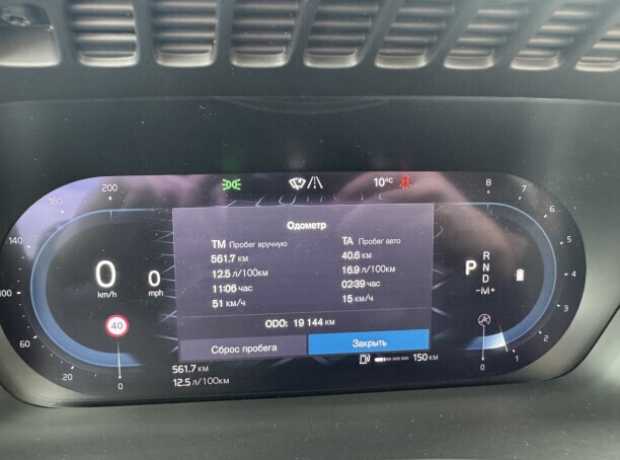 200
10°C
8
7
6
5
4
3
2
1
0
140
100
60
20
0
0
km/h
0
mph
40
P
R
N
D
-M+
Одометр
TM Пробег вручную
561.7 км
12.5 л/100км
11:06 час
51 км/ч
TA Пробег авто
40.6 км
16.9 л/100км
02:39 час
15 км/ч
ODO: 19 144 км
Сброс пробега
Закрыть
561.7 км
12.5 л/100км
150 км